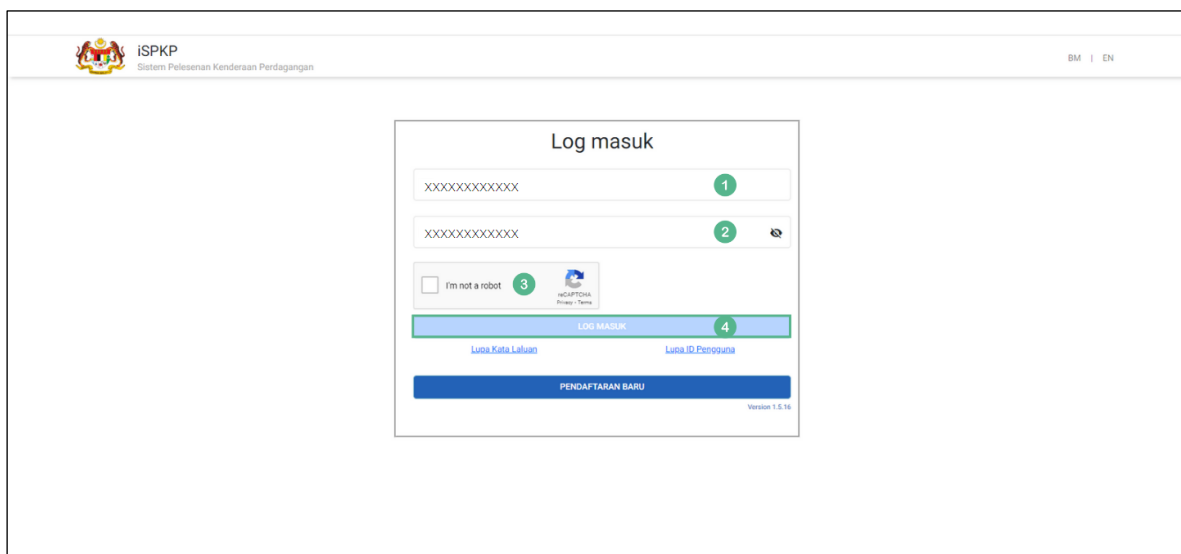 iSPKP
Sistem Pelesenan Kenderaan Perdagangan
BM | EN
Log masuk
XXXXXXXXXXXX 1
XXXXXXXXXXXX 2
I'm not a robot 3
reCAPTCHA
Privacy - Terms
LOG MASUK 4
Lupa Kata Laluan Lupa ID Pengguna
PENDAFTARAN BARU
Version 1.5.16